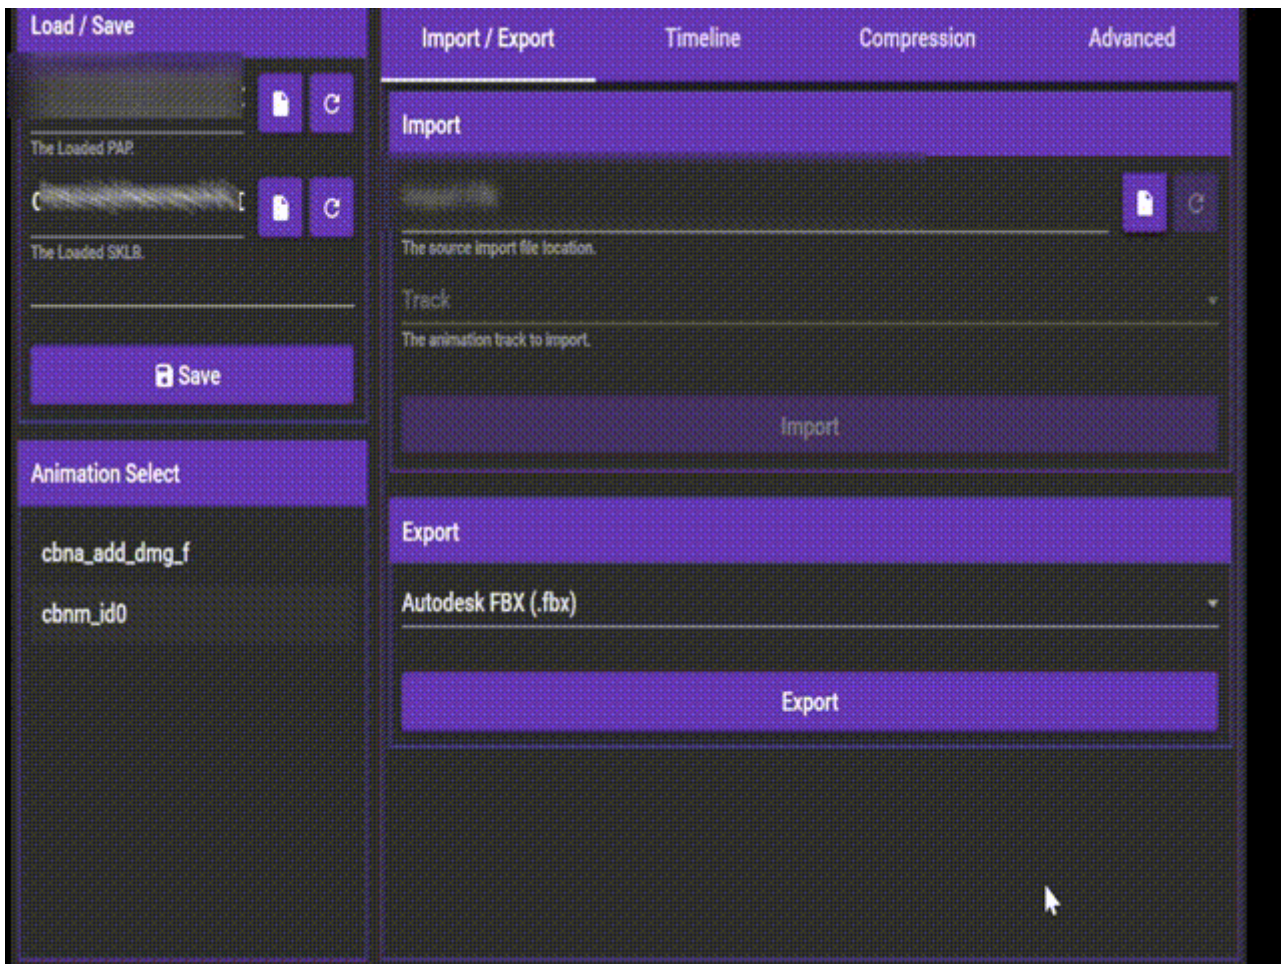 Load / Save
The Loaded PAP.
The Loaded SKLB.
Save
Animation Select
cbna_add_dmg_f
cbnm_id0
Import / Export
Timeline
Compression
Advanced
Import
The source import file location.
Track
The animation track to import.
Import
Export
Autodesk FBX (.fbx)
Export